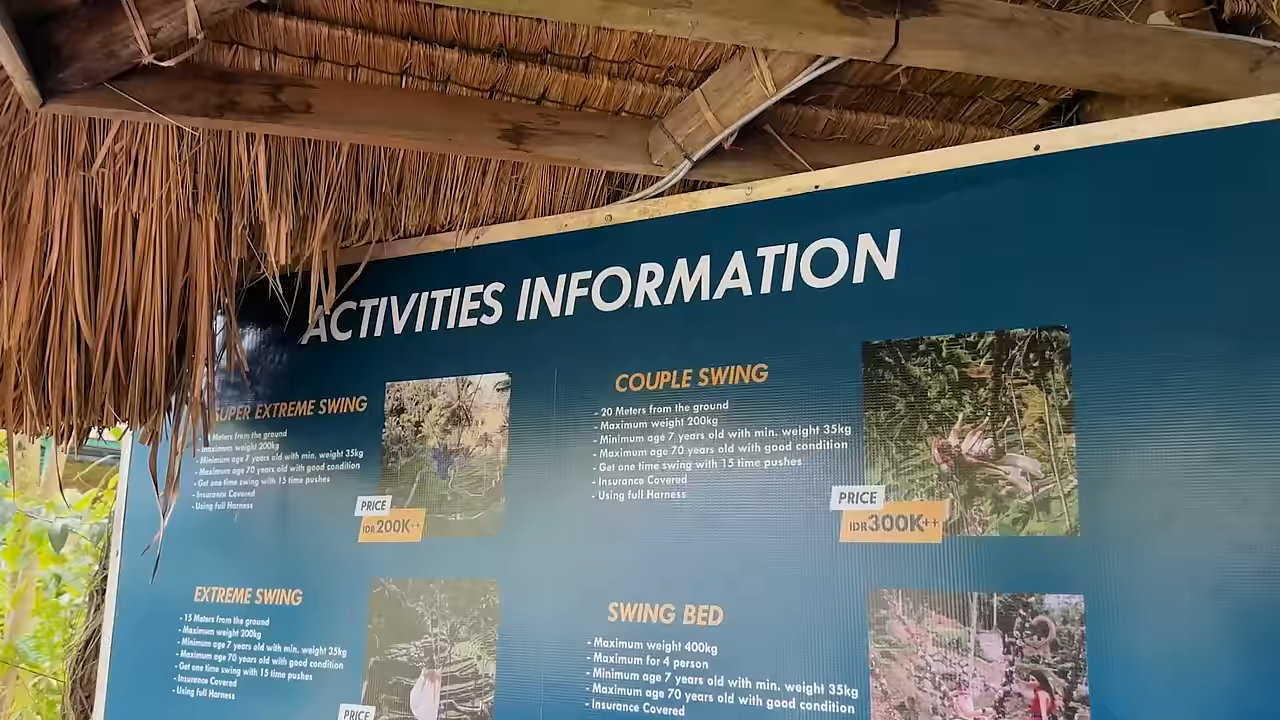 ACTIVITIES INFORMATION
SUPER EXTREME SWING
Meters from the ground
- Maximum weight 200kg
- Minimum age 7 years old with min. weight 35kg
- Maximum age 70 years old with good condition
- Get one time swing with 15 time pushes
- Insurance Covered
- Using full Harness
PRICE
IDR 200K++
COUPLE SWING
- 20 Meters from the ground
- Maximum weight 200kg
- Minimum age 7 years old with min. weight 35kg
- Maximum age 70 years old with good condition
- Get one time swing with 15 time pushes
- Insurance Covered
- Using full Harness
PRICE
IDR 300K++
EXTREME SWING
- 15 Meters from the ground
- Maximum weight 200kg
- Minimum age 7 years old with min. weight 35kg
- Maximum age 70 years old with good condition
- Get one time swing with 15 time pushes
- Insurance Covered
- Using full Harness
PRICE
SWING BED
- Maximum weight 400kg
- Maximum for 4 person
- Minimum age 7 years old with min. weight 35kg
- Maximum age 70 years old with good condition
- Insurance Covered